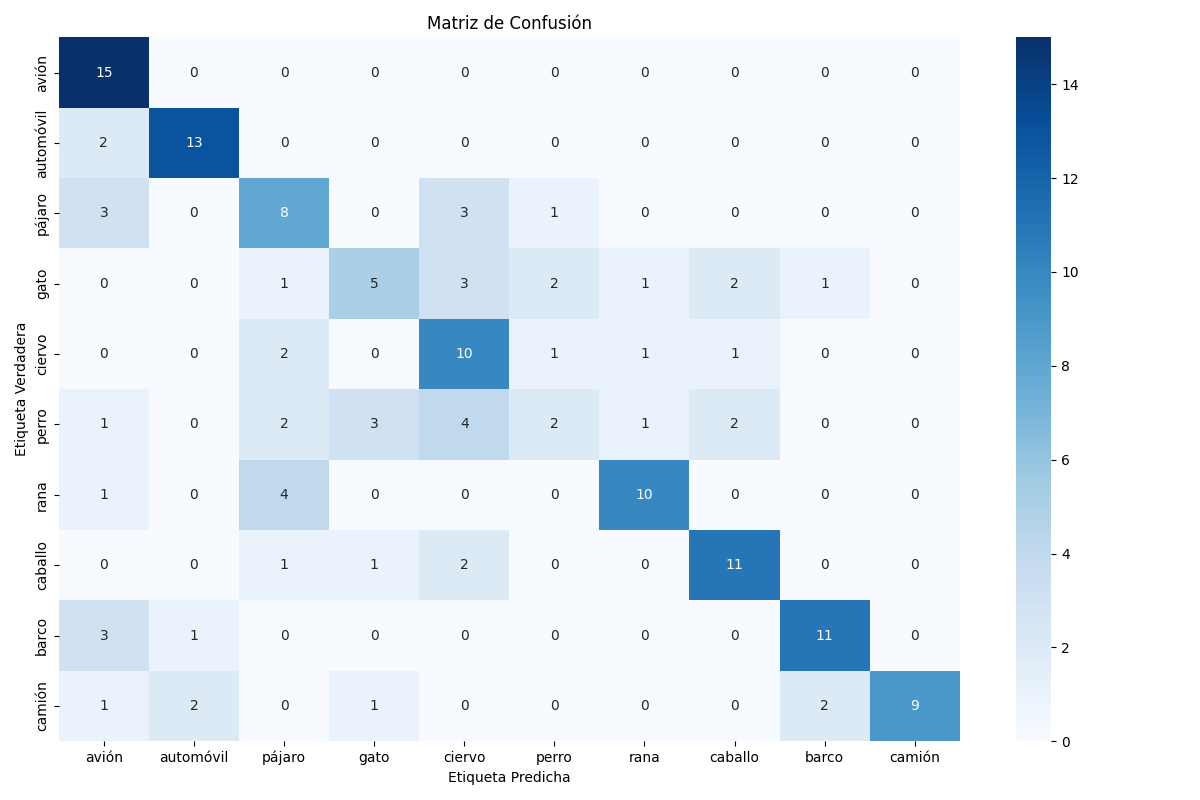 Matriz de Confusión
avión 15 0 0 0 0 0 0 0 0 0
automóvil 2 13 0 0 0 0 0 0 0 0
pájaro 3 0 8 0 3 1 0 0 0 0
gato 0 0 1 5 3 2 1 2 1 0
ciervo 0 0 2 0 10 1 1 1 0 0
perro 1 0 2 3 4 2 1 2 0 0
rana 1 0 4 0 0 0 10 0 0 0
caballo 0 0 1 1 2 0 0 11 0 0
barco 3 1 0 0 0 0 0 0 11 0
camión 1 2 0 1 0 0 0 0 2 9
avión automóvil pájaro gato ciervo perro rana caballo barco camión
Etiqueta Predicha
Etiqueta Verdadera
14
12
10
8
6
4
2
0